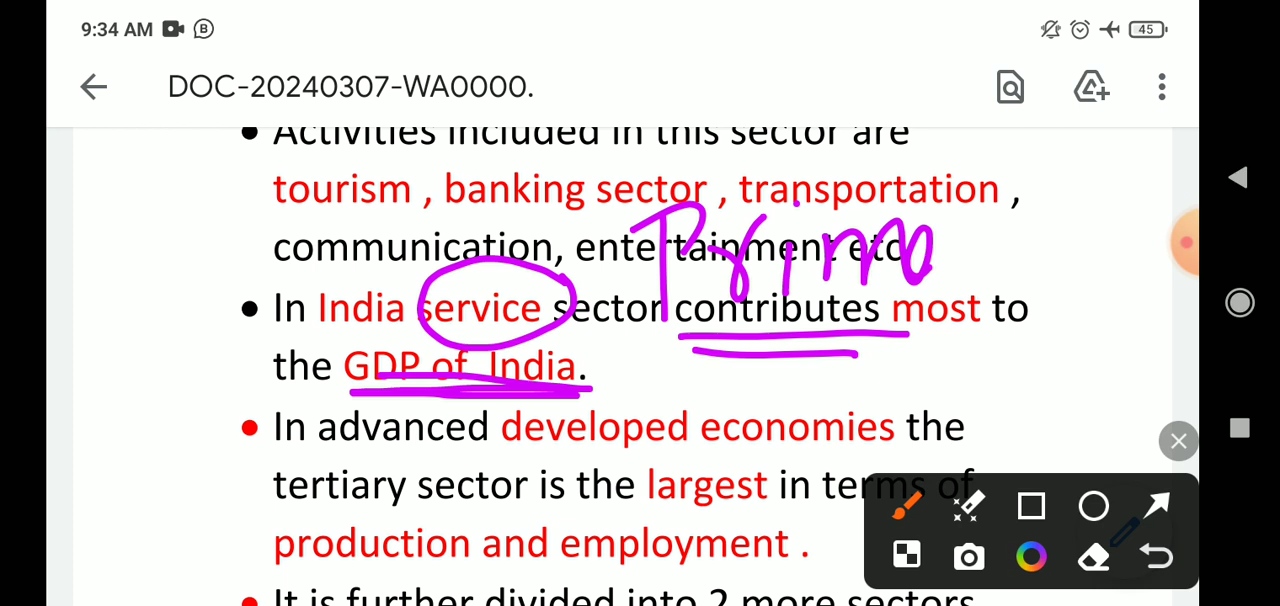 9:34 AM B 45
DOC-20240307-WA0000.
• Activities included in this sector are
tourism , banking sector , transportation ,
communication, entertainment etc
Prima
• In India service sector contributes most to
the GDP of India.
• In advanced developed economies the
tertiary sector is the largest in terms of
production and employment .
• It is further divided into 2 more sectors